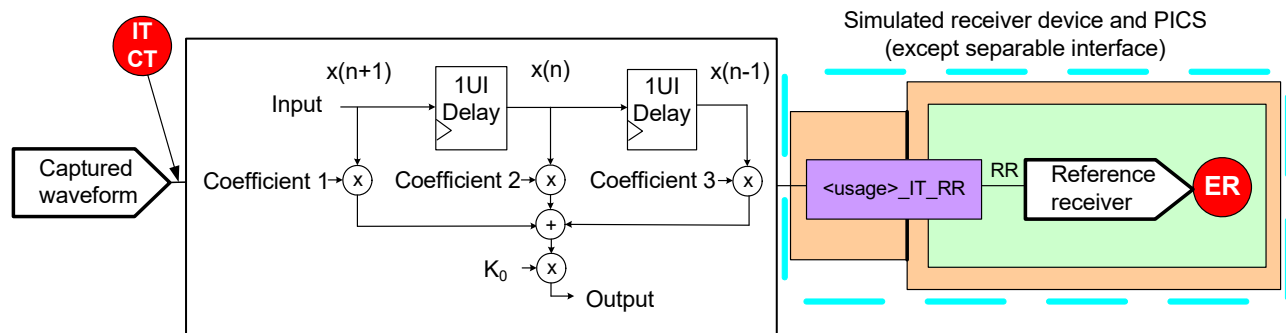 IT
CT
Simulated receiver device and PICS
(except separable interface)
x(n+1)
x(n)
x(n-1)
Input
1UI
Delay
1UI
Delay
Captured
waveform
Coefficient 1
x
Coefficient 2
x
Coefficient 3
x
+
K0
x
Output
<usage>_IT_RR
RR
Reference
receiver
ER